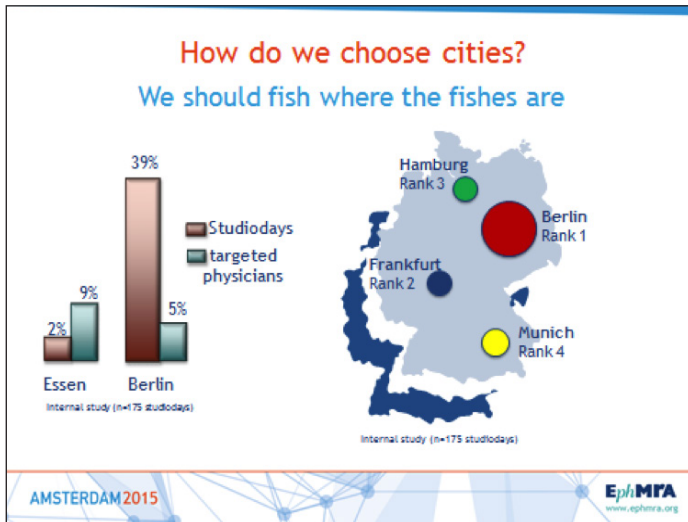 How do we choose cities?
We should fish where the fishes are
39%
Studiodays
targeted
physicians
9%
2%
5%
Essen
Berlin
Internal study (n=175 studiodays)
Hamburg
Rank 3
Berlin
Rank 1
Frankfurt
Rank 2
Munich
Rank 4
Internal study (n=175 studiodays)
AMSTERDAM 2015
EphMRA
www.ephmra.org